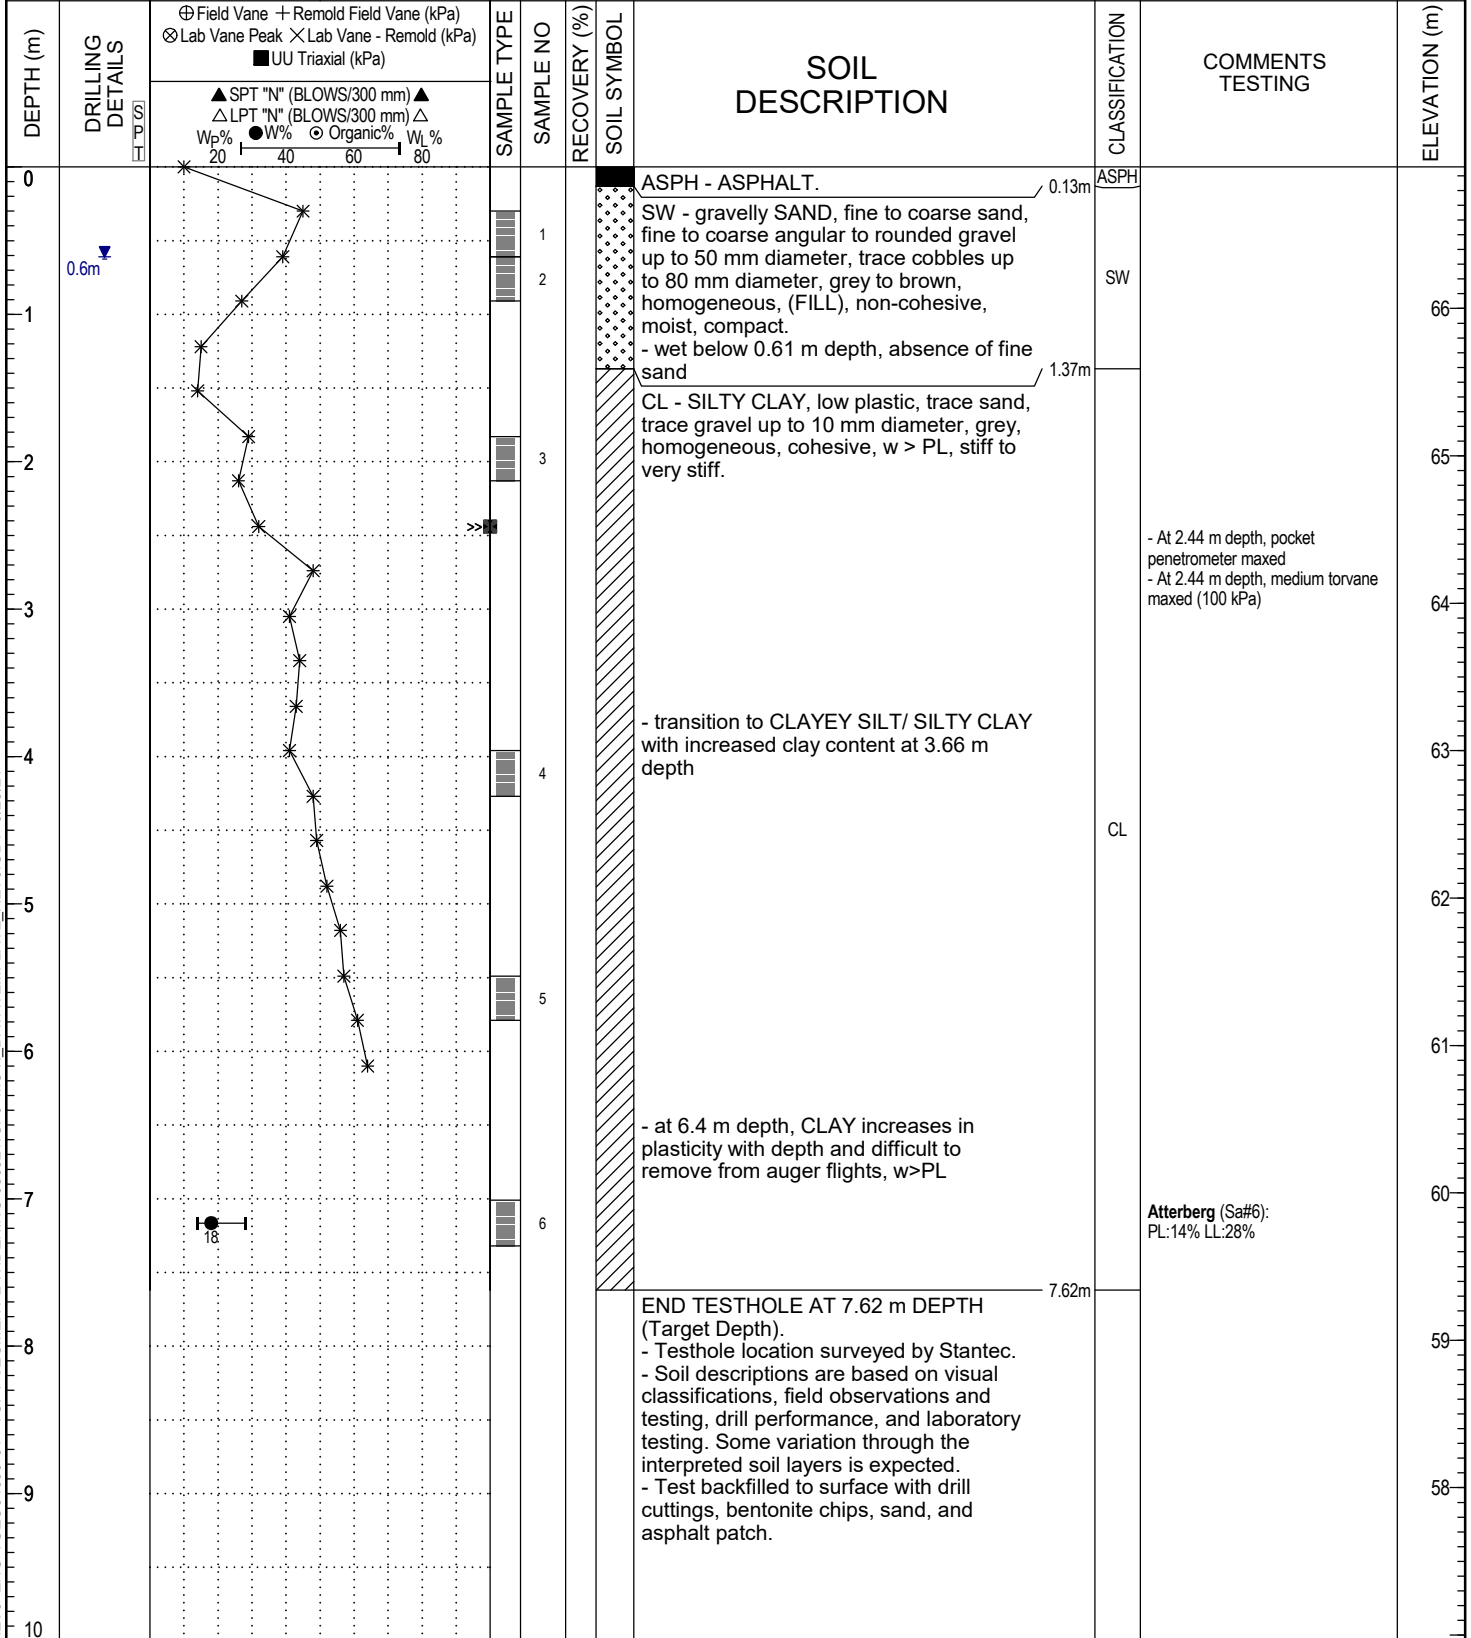 DEPTH (m)
DRILLING
DETAILS
SPT
⊕ Field Vane + Remold Field Vane (kPa)
⊗ Lab Vane Peak × Lab Vane - Remold (kPa)
■ UU Triaxial (kPa)
▲ SPT "N" (BLOWS/300 mm) ▲
△ LPT "N" (BLOWS/300 mm) △
WP% ● W% ⊙ Organic% WL%
20 40 60 80
SAMPLE TYPE
SAMPLE NO
RECOVERY (%)
SOIL SYMBOL
SOIL
DESCRIPTION
CLASSIFICATION
COMMENTS
TESTING
ELEVATION (m)
0
ASPH - ASPHALT.
0.13m
ASPH
SW - gravelly SAND, fine to coarse sand,
fine to coarse angular to rounded gravel
up to 50 mm diameter, trace cobbles up
to 80 mm diameter, grey to brown,
homogeneous, (FILL), non-cohesive,
moist, compact.
- wet below 0.61 m depth, absence of fine
sand
1
2
0.6m
SW
1
66
1.37m
CL - SILTY CLAY, low plastic, trace sand,
trace gravel up to 10 mm diameter, grey,
homogeneous, cohesive, w > PL, stiff to
very stiff.
2
3
65
>>
- At 2.44 m depth, pocket
penetrometer maxed
- At 2.44 m depth, medium torvane
maxed (100 kPa)
3
64
- transition to CLAYEY SILT/ SILTY CLAY
with increased clay content at 3.66 m
depth
4
4
63
CL
5
62
5
6
61
- at 6.4 m depth, CLAY increases in
plasticity with depth and difficult to
remove from auger flights, w>PL
7
60
18
6
Atterberg (Sa#6):
PL:14% LL:28%
7.62m
END TESTHOLE AT 7.62 m DEPTH
(Target Depth).
- Testhole location surveyed by Stantec.
- Soil descriptions are based on visual
classifications, field observations and
testing, drill performance, and laboratory
testing. Some variation through the
interpreted soil layers is expected.
- Test backfilled to surface with drill
cuttings, bentonite chips, sand, and
asphalt patch.
8
59
9
58
10